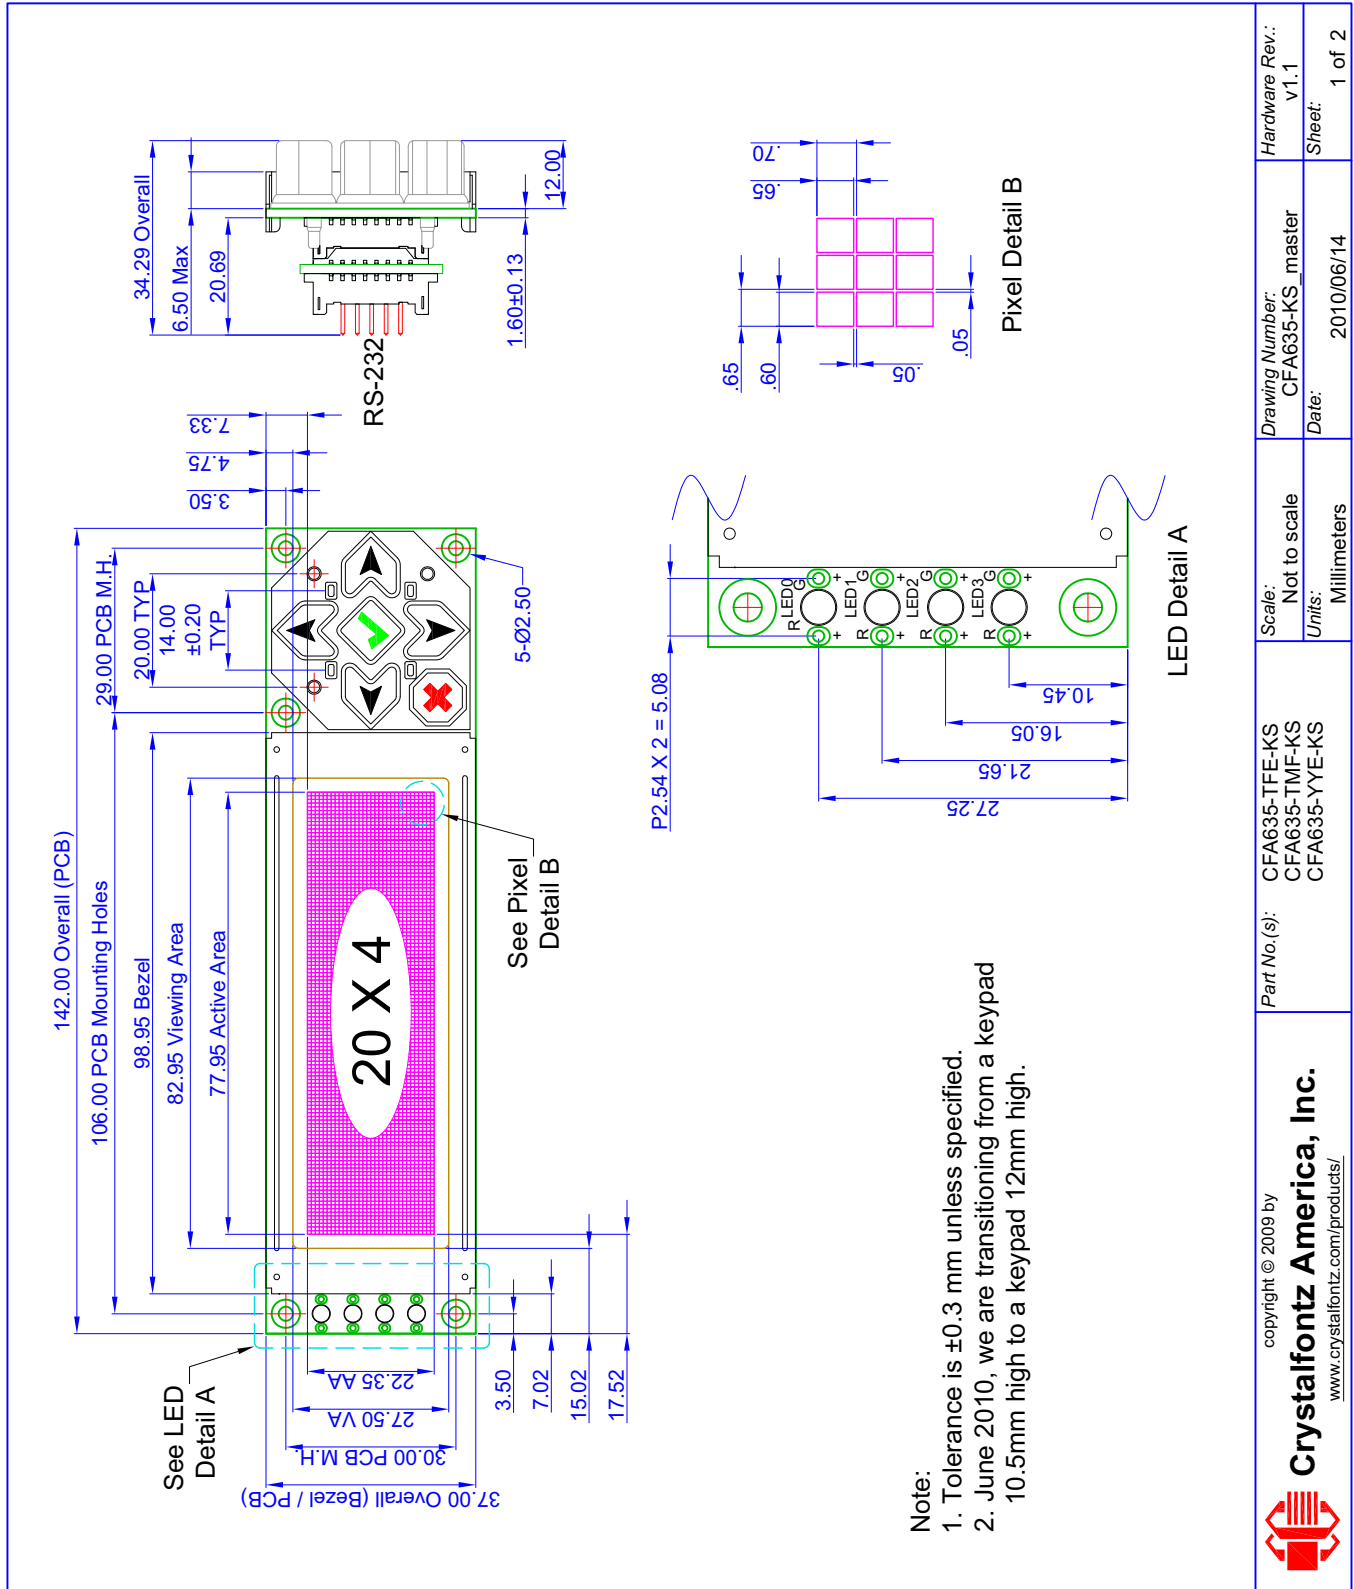 142.00 Overall (PCB)
106.00 PCB Mounting Holes
29.00 PCB M.H.
98.95 Bezel
20.00 TYP
14.00
±0.20
TYP
82.95 Viewing Area
77.95 Active Area
3.50
4.75
7.33
20 X 4
5-Ø2.50
See Pixel
Detail B
See LED
Detail A
22.35 AA
27.50 VA
30.00 PCB M.H.
37.00 Overall (Bezel / PCB)
3.50
7.02
15.02
17.52
34.29 Overall
6.50 Max
20.69
12.00
1.60±0.13
RS-232
.70
.65
.65
.60
.05
.05
Pixel Detail B
P2.54 X 2 = 5.08
R LED0 G
+ +
R LED1 G
+ +
R LED2 G
+ +
R LED3 G
+ +
10.45
16.05
21.65
27.25
LED Detail A
Note:
1. Tolerance is ±0.3 mm unless specified.
2. June 2010, we are transitioning from a keypad
10.5mm high to a keypad 12mm high.
copyright © 2009 by
Crystalfontz America, Inc.
www.crystalfontz.com/products/
Part No.(s):
CFA635-TFE-KS
CFA635-TMF-KS
CFA635-YYE-KS
Scale:
Not to scale
Units:
Millimeters
Drawing Number:
CFA635-KS_master
Date:
2010/06/14
Hardware Rev.:
v1.1
Sheet:
1 of 2